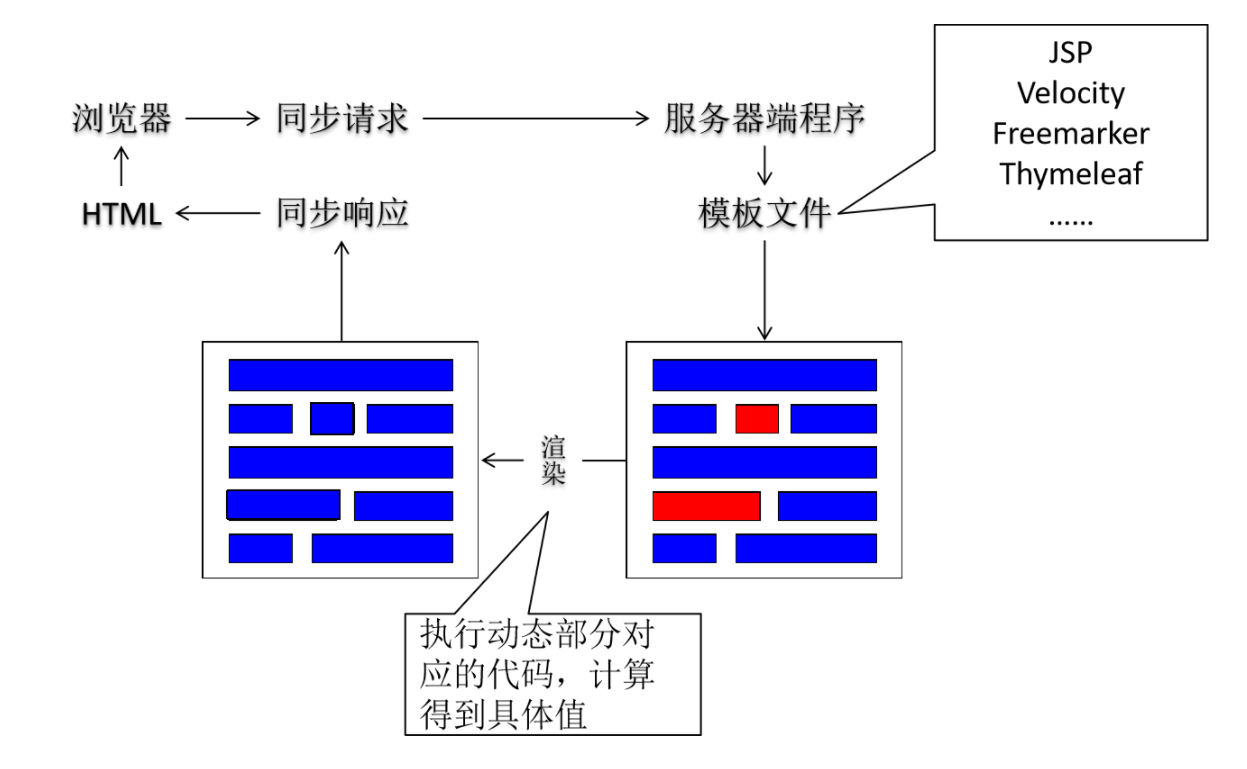 浏览器
同步请求
服务器端程序
JSP
Velocity
Freemarker
Thymeleaf
......
HTML
同步响应
模板文件
渲
染
执行动态部分对
应的代码，计算
得到具体值